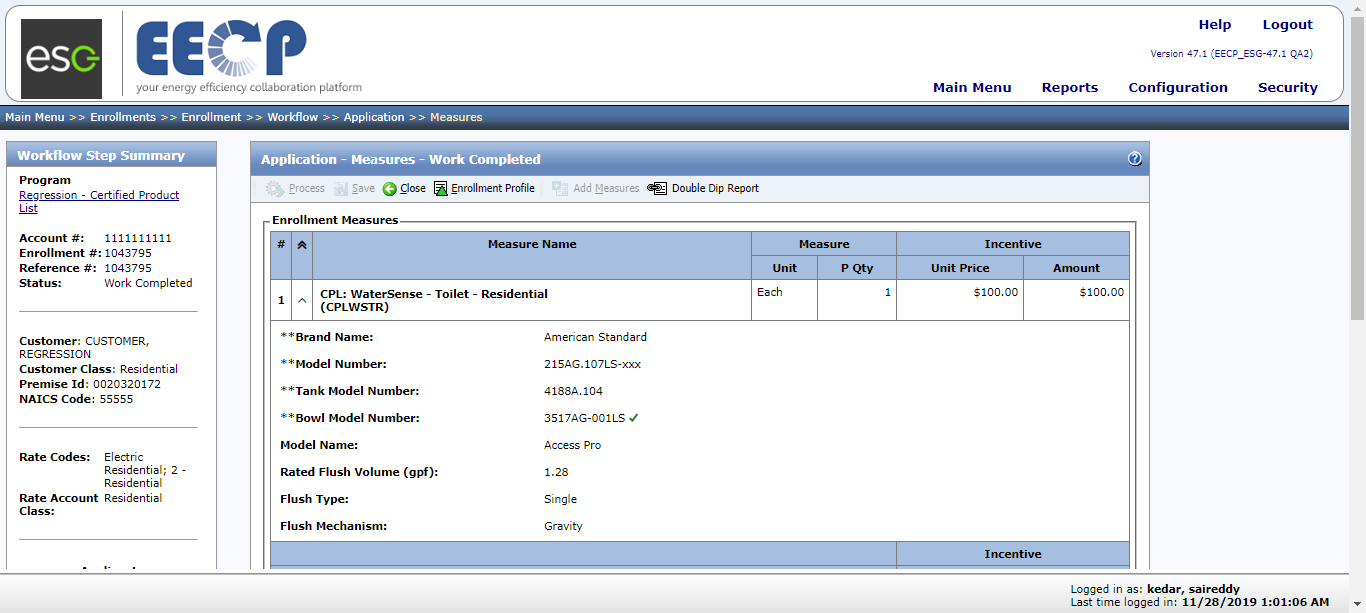 esg
EECP
your energy efficiency collaboration platform
Help Logout
Version 47.1 (EECP_ESG-47.1 QA2)
Main Menu Reports Configuration Security
Main Menu >> Enrollments >> Enrollment >> Workflow >> Application >> Measures
Workflow Step Summary
Program
Regression - Certified Product
List
Account #: 1111111111
Enrollment #: 1043795
Reference #: 1043795
Status: Work Completed
Customer: CUSTOMER,
REGRESSION
Customer Class: Residential
Premise Id: 0020320172
NAICS Code: 55555
Rate Codes: Electric
Residential; 2 -
Residential
Rate Account Residential
Class:
Application - Measures - Work Completed
Process Save Close Enrollment Profile Add Measures Double Dip Report
Enrollment Measures
# Measure Name Measure Incentive
Unit P Qty Unit Price Amount
1 CPL: WaterSense - Toilet - Residential Each 1 $100.00 $100.00
(CPLWSTR)
**Brand Name: American Standard
**Model Number: 215AG.107LS-xxx
**Tank Model Number: 4188A.104
**Bowl Model Number: 3517AG-001LS ✓
Model Name: Access Pro
Rated Flush Volume (gpf): 1.28
Flush Type: Single
Flush Mechanism: Gravity
Incentive
Logged in as: kedar, saireddy
Last time logged in: 11/28/2019 1:01:06 AM